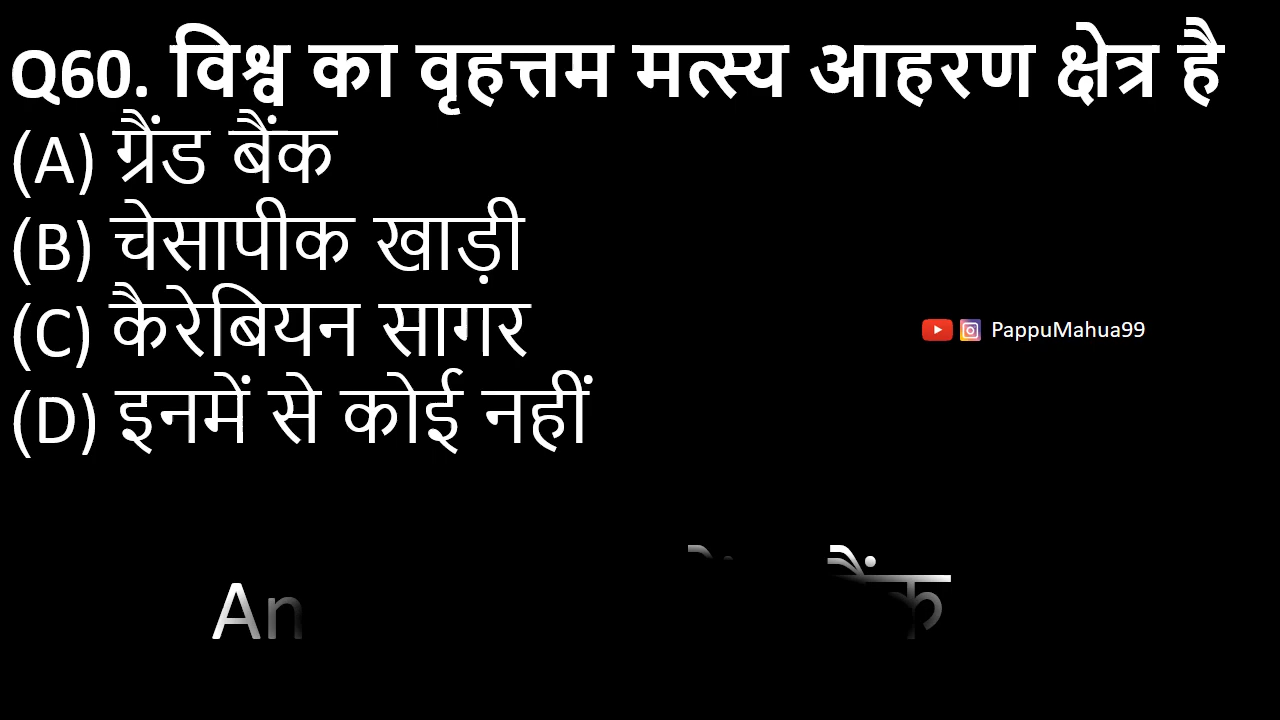 Q60. विश्व का वृहत्तम मत्स्य आहरण क्षेत्र है
(A) ग्रैंड बैंक
(B) चेसापीक खाड़ी
(C) कैरेबियन सागर
PappuMahua99
(D) इनमें से कोई नहीं
An